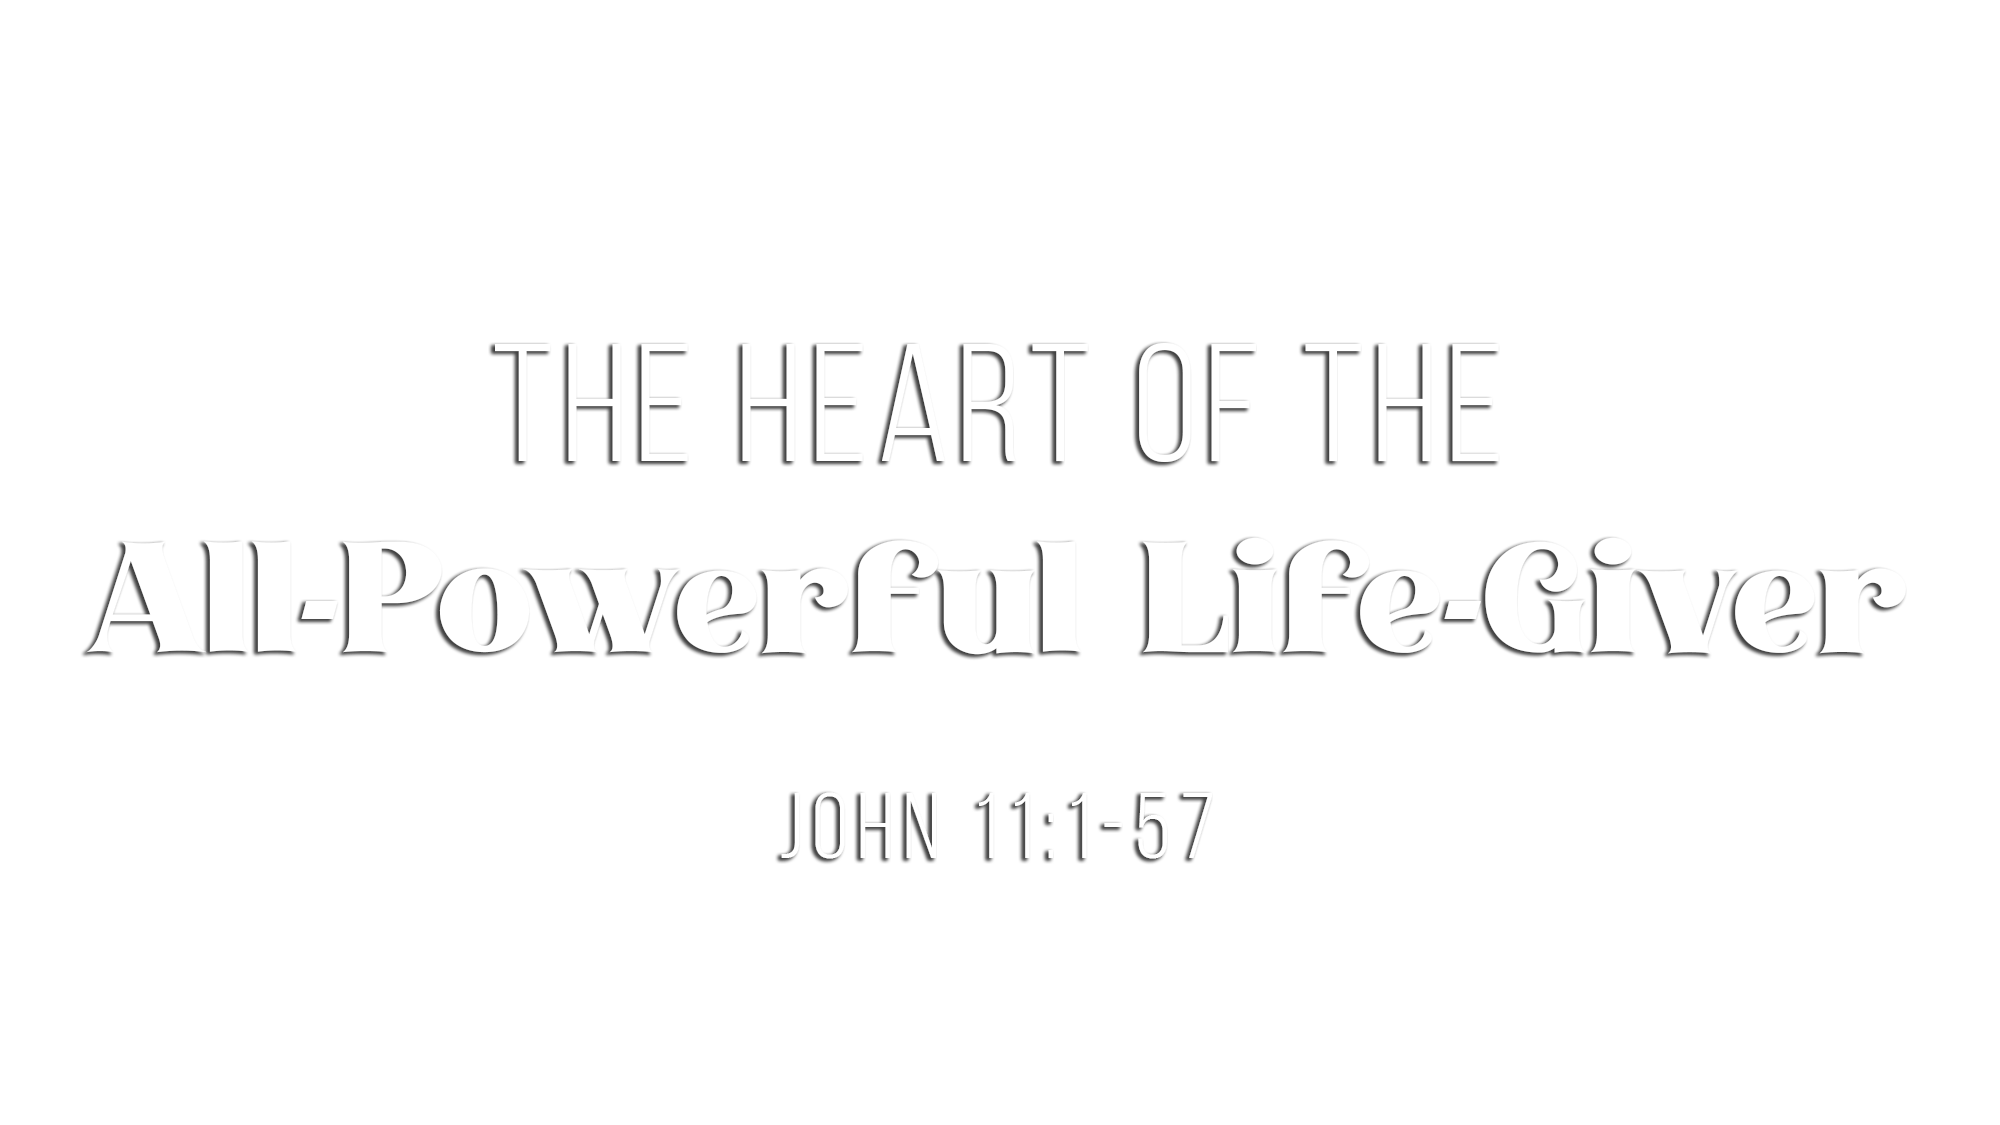 THE HEART OF THE
All-Powerful Life-Giver
JOHN 11:1-57